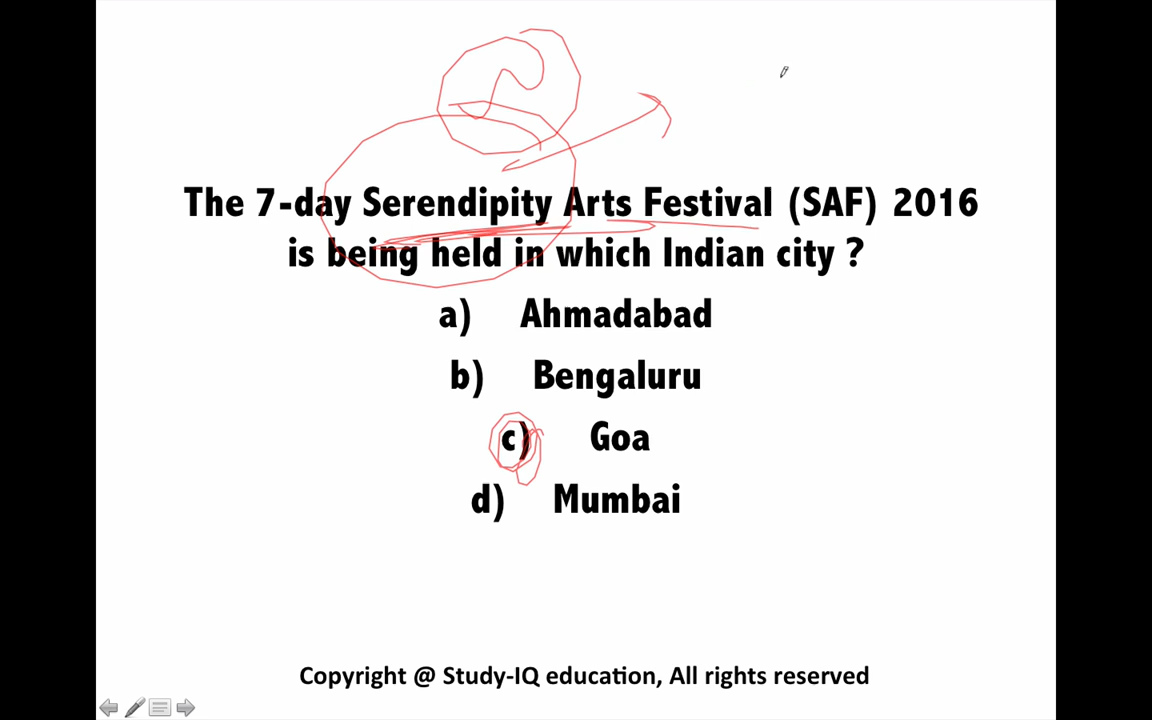 The 7-day Serendipity Arts Festival (SAF) 2016
is being held in which Indian city ?
a) Ahmadabad
b) Bengaluru
c) Goa
d) Mumbai
Copyright @ Study-IQ education, All rights reserved